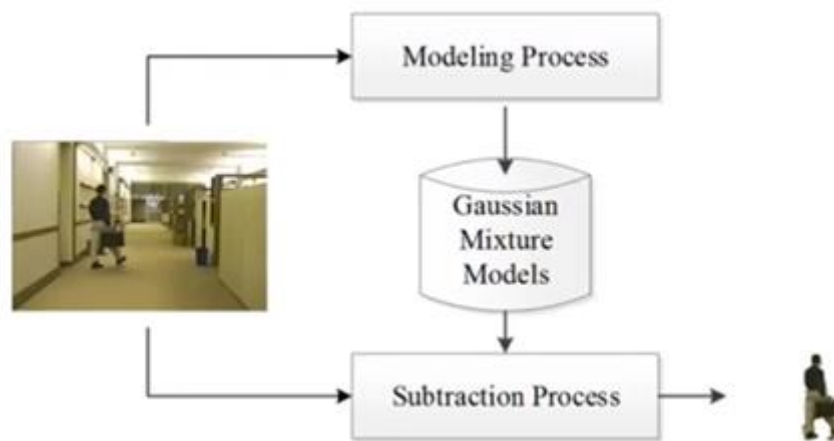 Modeling Process
Gaussian
Mixture
Models
Subtraction Process